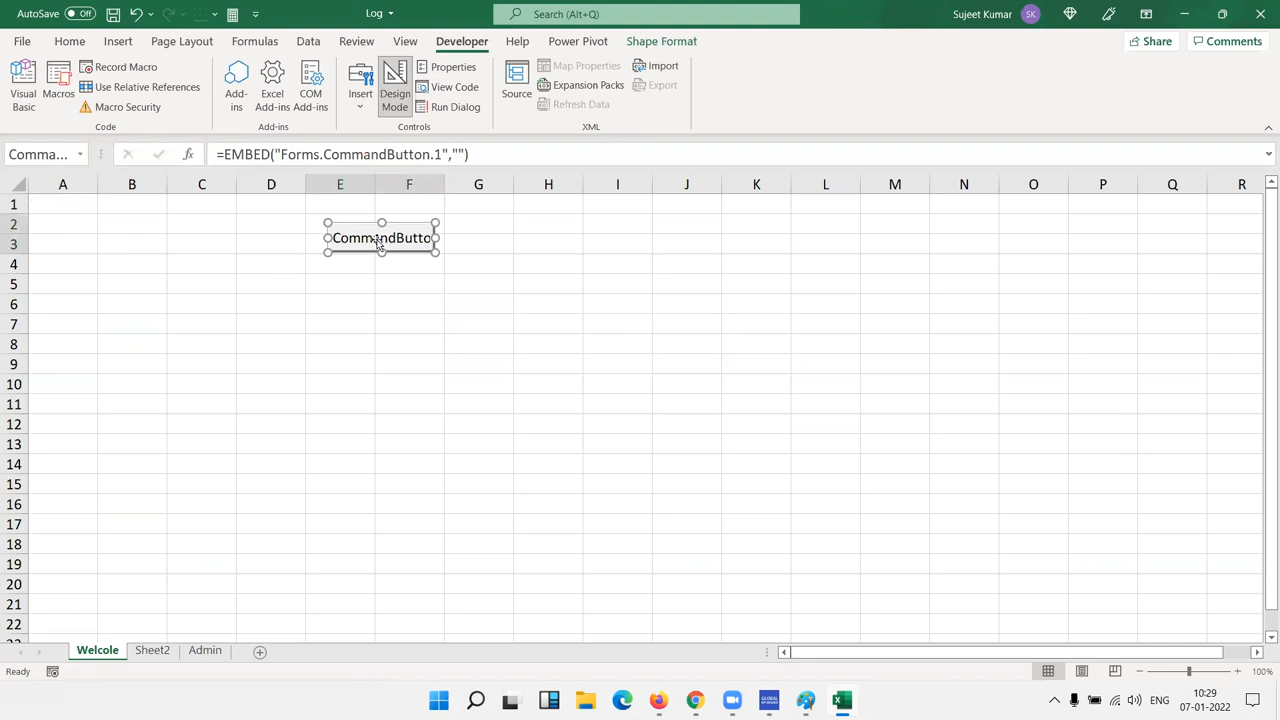 AutoSave Off Log Search (Alt+Q) Sujeet Kumar SK
File Home Insert Page Layout Formulas Data Review View Developer Help Power Pivot Shape Format Share Comments
Visual Basic
Macros
Record Macro
Use Relative References
Macro Security
Code
Add-ins
Excel Add-ins
COM Add-ins
Add-ins
Insert
Design Mode
Properties
View Code
Run Dialog
Controls
Source
Map Properties
Expansion Packs
Refresh Data
Import
Export
XML
Comma... fx =EMBED("Forms.CommandButton.1","")
A B C D E F G H I J K L M N O P Q R
1
2
3
CommandButto
4
5
6
7
8
9
10
11
12
13
14
15
16
17
18
19
20
21
22
Welcole Sheet2 Admin
Ready 100%
GLOBAL
ENG 10:29
07-01-2022